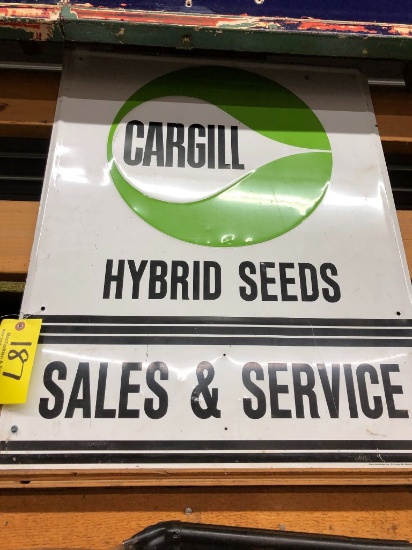 CARGILL
HYBRID SEEDS
SALES & SERVICE
187